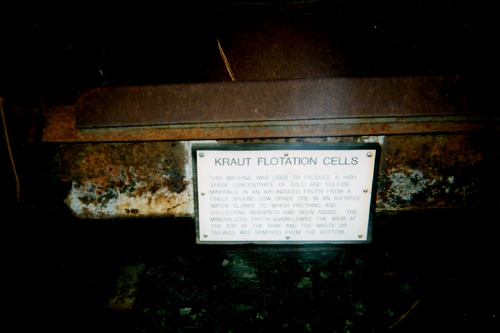 KRAUT FLOTATION CELLS
THIS MACHINE WAS USED TO PRODUCE A HIGH
GRADE CONCENTRATE OF GOLD AND SULFIDE
MINERALS IN AN AIR-INDUCED FROTH FROM A
FINELY GROUND LOW GRADE ORE IN AN AGITATED
WATER SLURRY TO WHICH FROTHING AND
COLLECTING REAGENTS HAD BEEN ADDED. THE
MINERALIZED FROTH OVERFLOWED THE WEIR AT
THE TOP OF THE TANK AND THE WASTE OR
TAILINGS WAS REMOVED FROM THE BOTTOM.